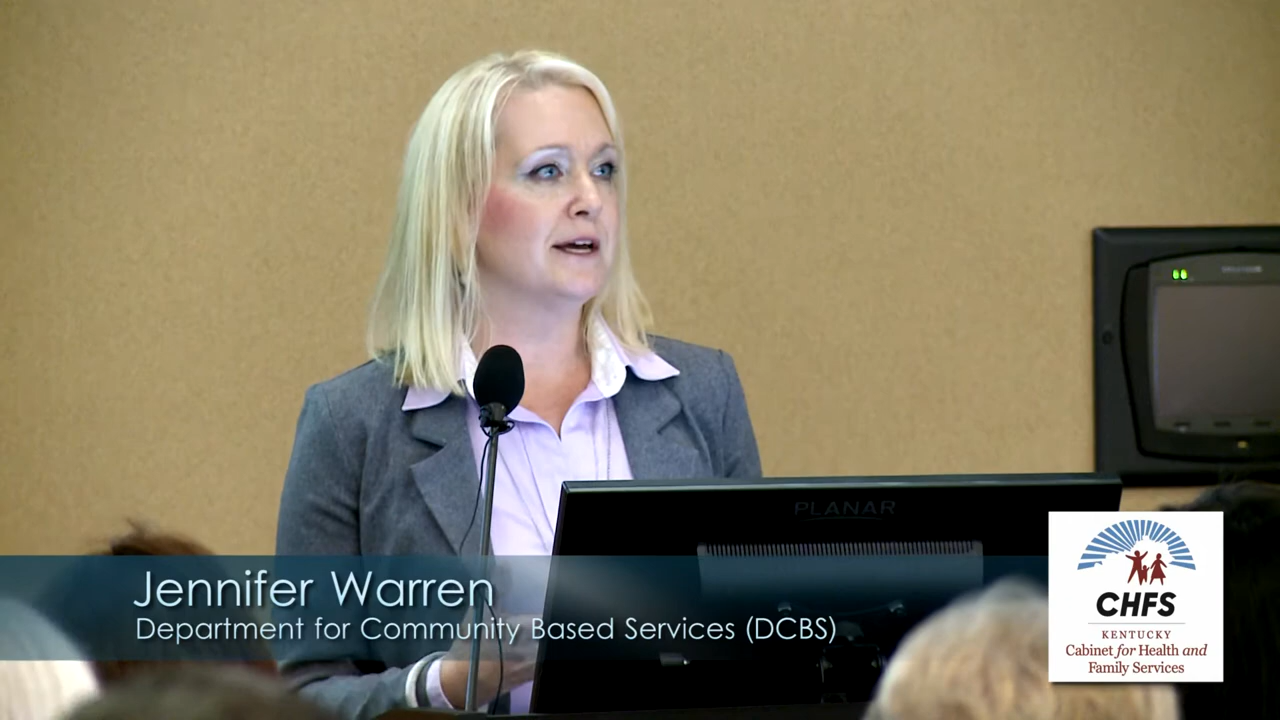 PLANAR
Jennifer Warren
Department for Community Based Services (DCBS)
CHFS
KENTUCKY
Cabinet for Health and
Family Services